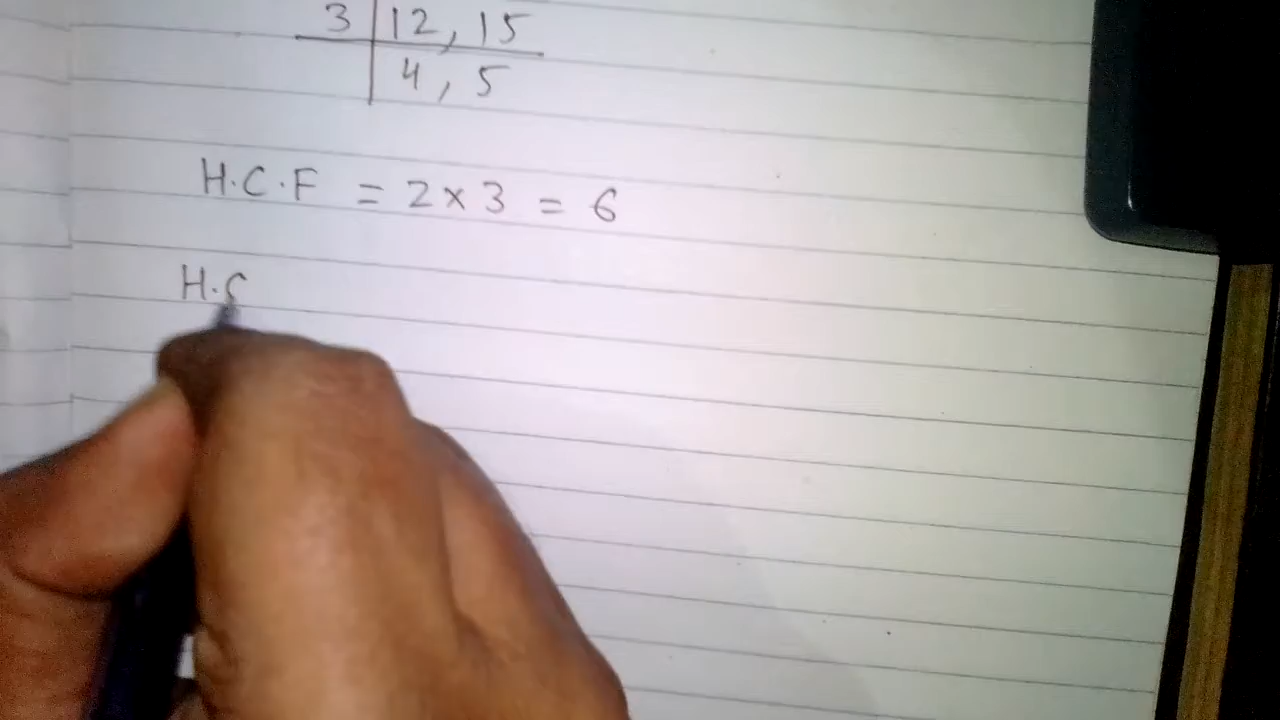 3 | 12, 15
4, 5
H.C.F = 2 × 3 = 6
H.C